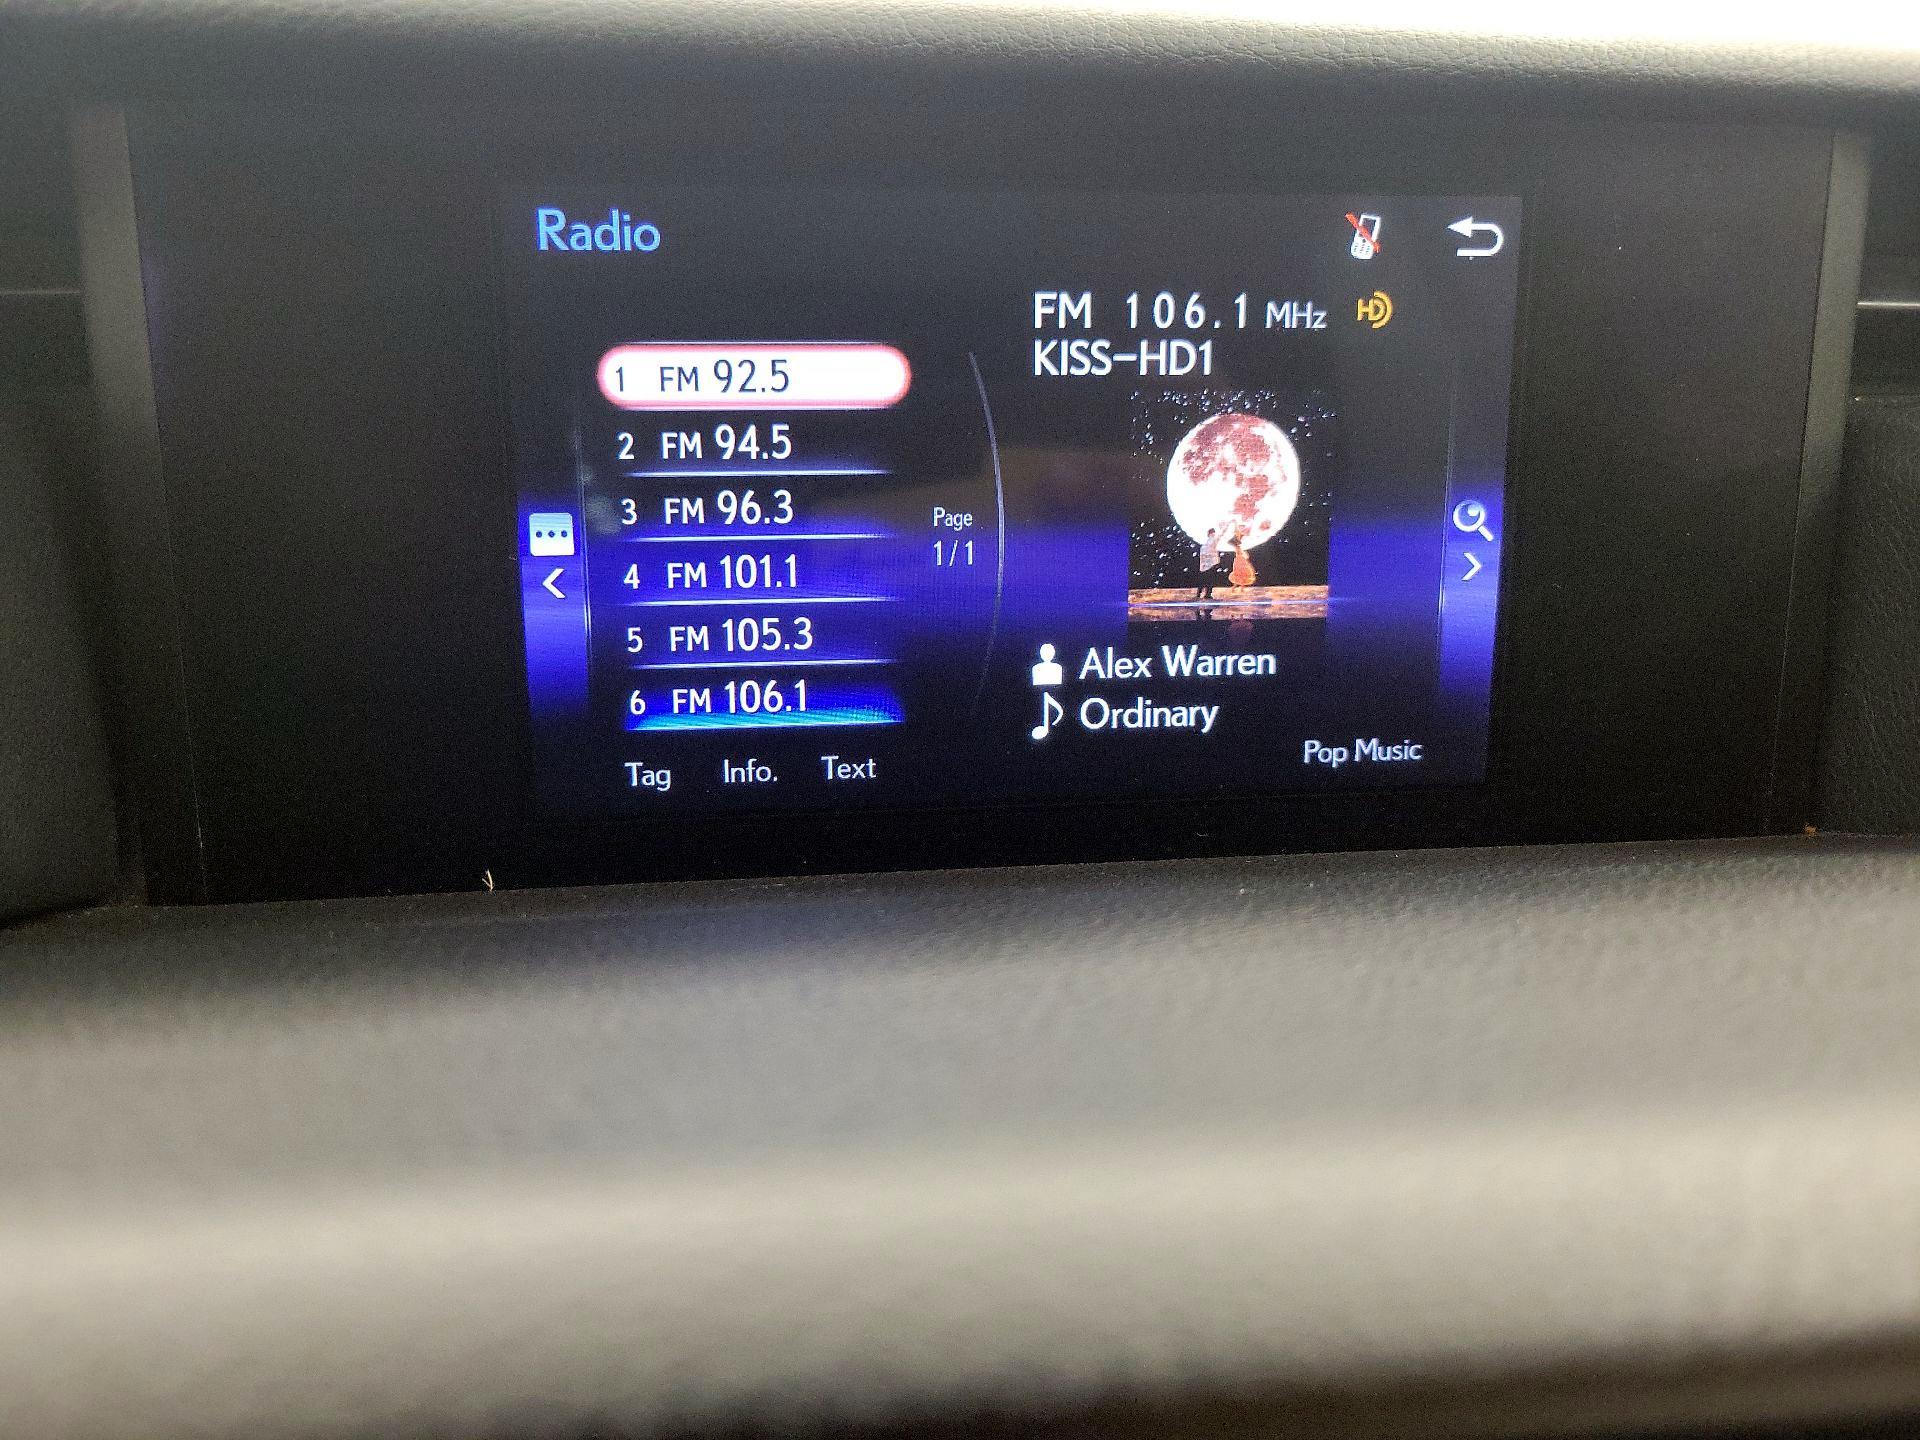 Radio
FM 106.1 MHz HD
KISS-HD1
1 FM 92.5
2 FM 94.5
3 FM 96.3
4 FM 101.1
5 FM 105.3
6 FM 106.1
Page
1/1
Alex Warren
Ordinary
Pop Music
Tag Info. Text